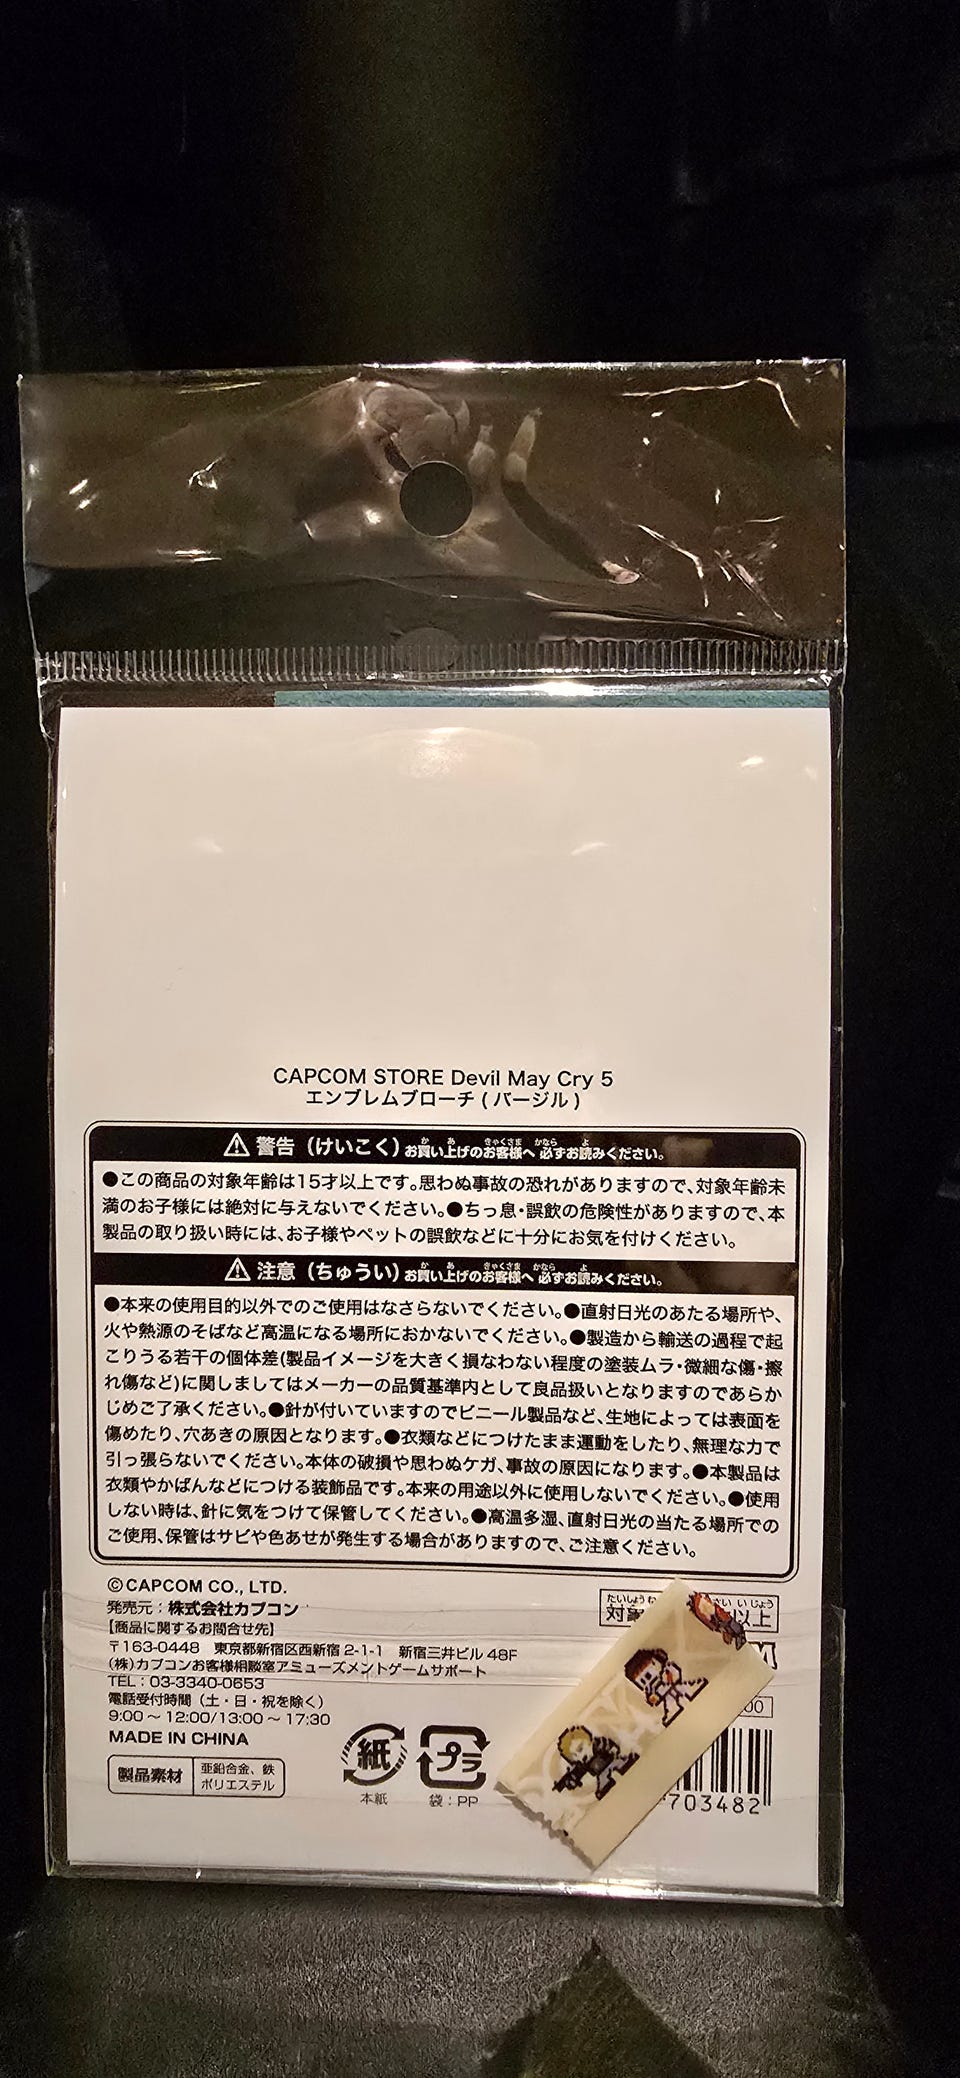 CAPCOM STORE Devil May Cry 5
エンブレムブローチ (バージル)
⚠ 警告（けいこく）お買い上げのお客様へ 必ずお読みください。
●この商品の対象年齢は15才以上です。思わぬ事故の恐れがありますので、対象年齢未
満のお子様には絶対に与えないでください。●ちっ息・誤飲の危険性がありますので、本
製品の取り扱い時には、お子様やペットの誤飲などに十分にお気を付けください。
⚠ 注意（ちゅうい）お買い上げのお客様へ 必ずお読みください。
●本来の使用目的以外でのご使用はなさらないでください。●直射日光のあたる場所や、
火や熱源のそばなど高温になる場所におかないでください。●製造から輸送の過程で起
こりうる若干の個体差(製品イメージを大きく損なわない程度の塗装ムラ・微細な傷・擦
れ傷など)に関しましてはメーカーの品質基準内として良品扱いとなりますのであらか
じめご了承ください。●針が付いていますのでビニール製品など、生地によっては表面を
傷めたり、穴あきの原因となります。●衣類などにつけたまま運動をしたり、無理な力で
引っ張らないでください。本体の破損や思わぬケガ、事故の原因になります。●本製品は
衣類やかばんなどにつける装飾品です。本来の用途以外に使用しないでください。●使用
しない時は、針に気をつけて保管してください。●高温多湿、直射日光の当たる場所での
ご使用、保管はサビや色あせが発生する場合がありますので、ご注意ください。
©CAPCOM CO., LTD.
発売元：株式会社カプコン
【商品に関するお問合せ先】
〒163-0448 東京都新宿区西新宿 2-1-1 新宿三井ビル 48F
(株)カプコンお客様相談室アミューズメントゲームサポート
TEL：03-3340-0653
電話受付時間（土・日・祝を除く）
9:00～12:00/13:00～17:30
MADE IN CHINA
製品素材 亜鉛合金、鉄
ポリエステル
紙
本紙
プラ
袋：PP
対象 以上
00
703482